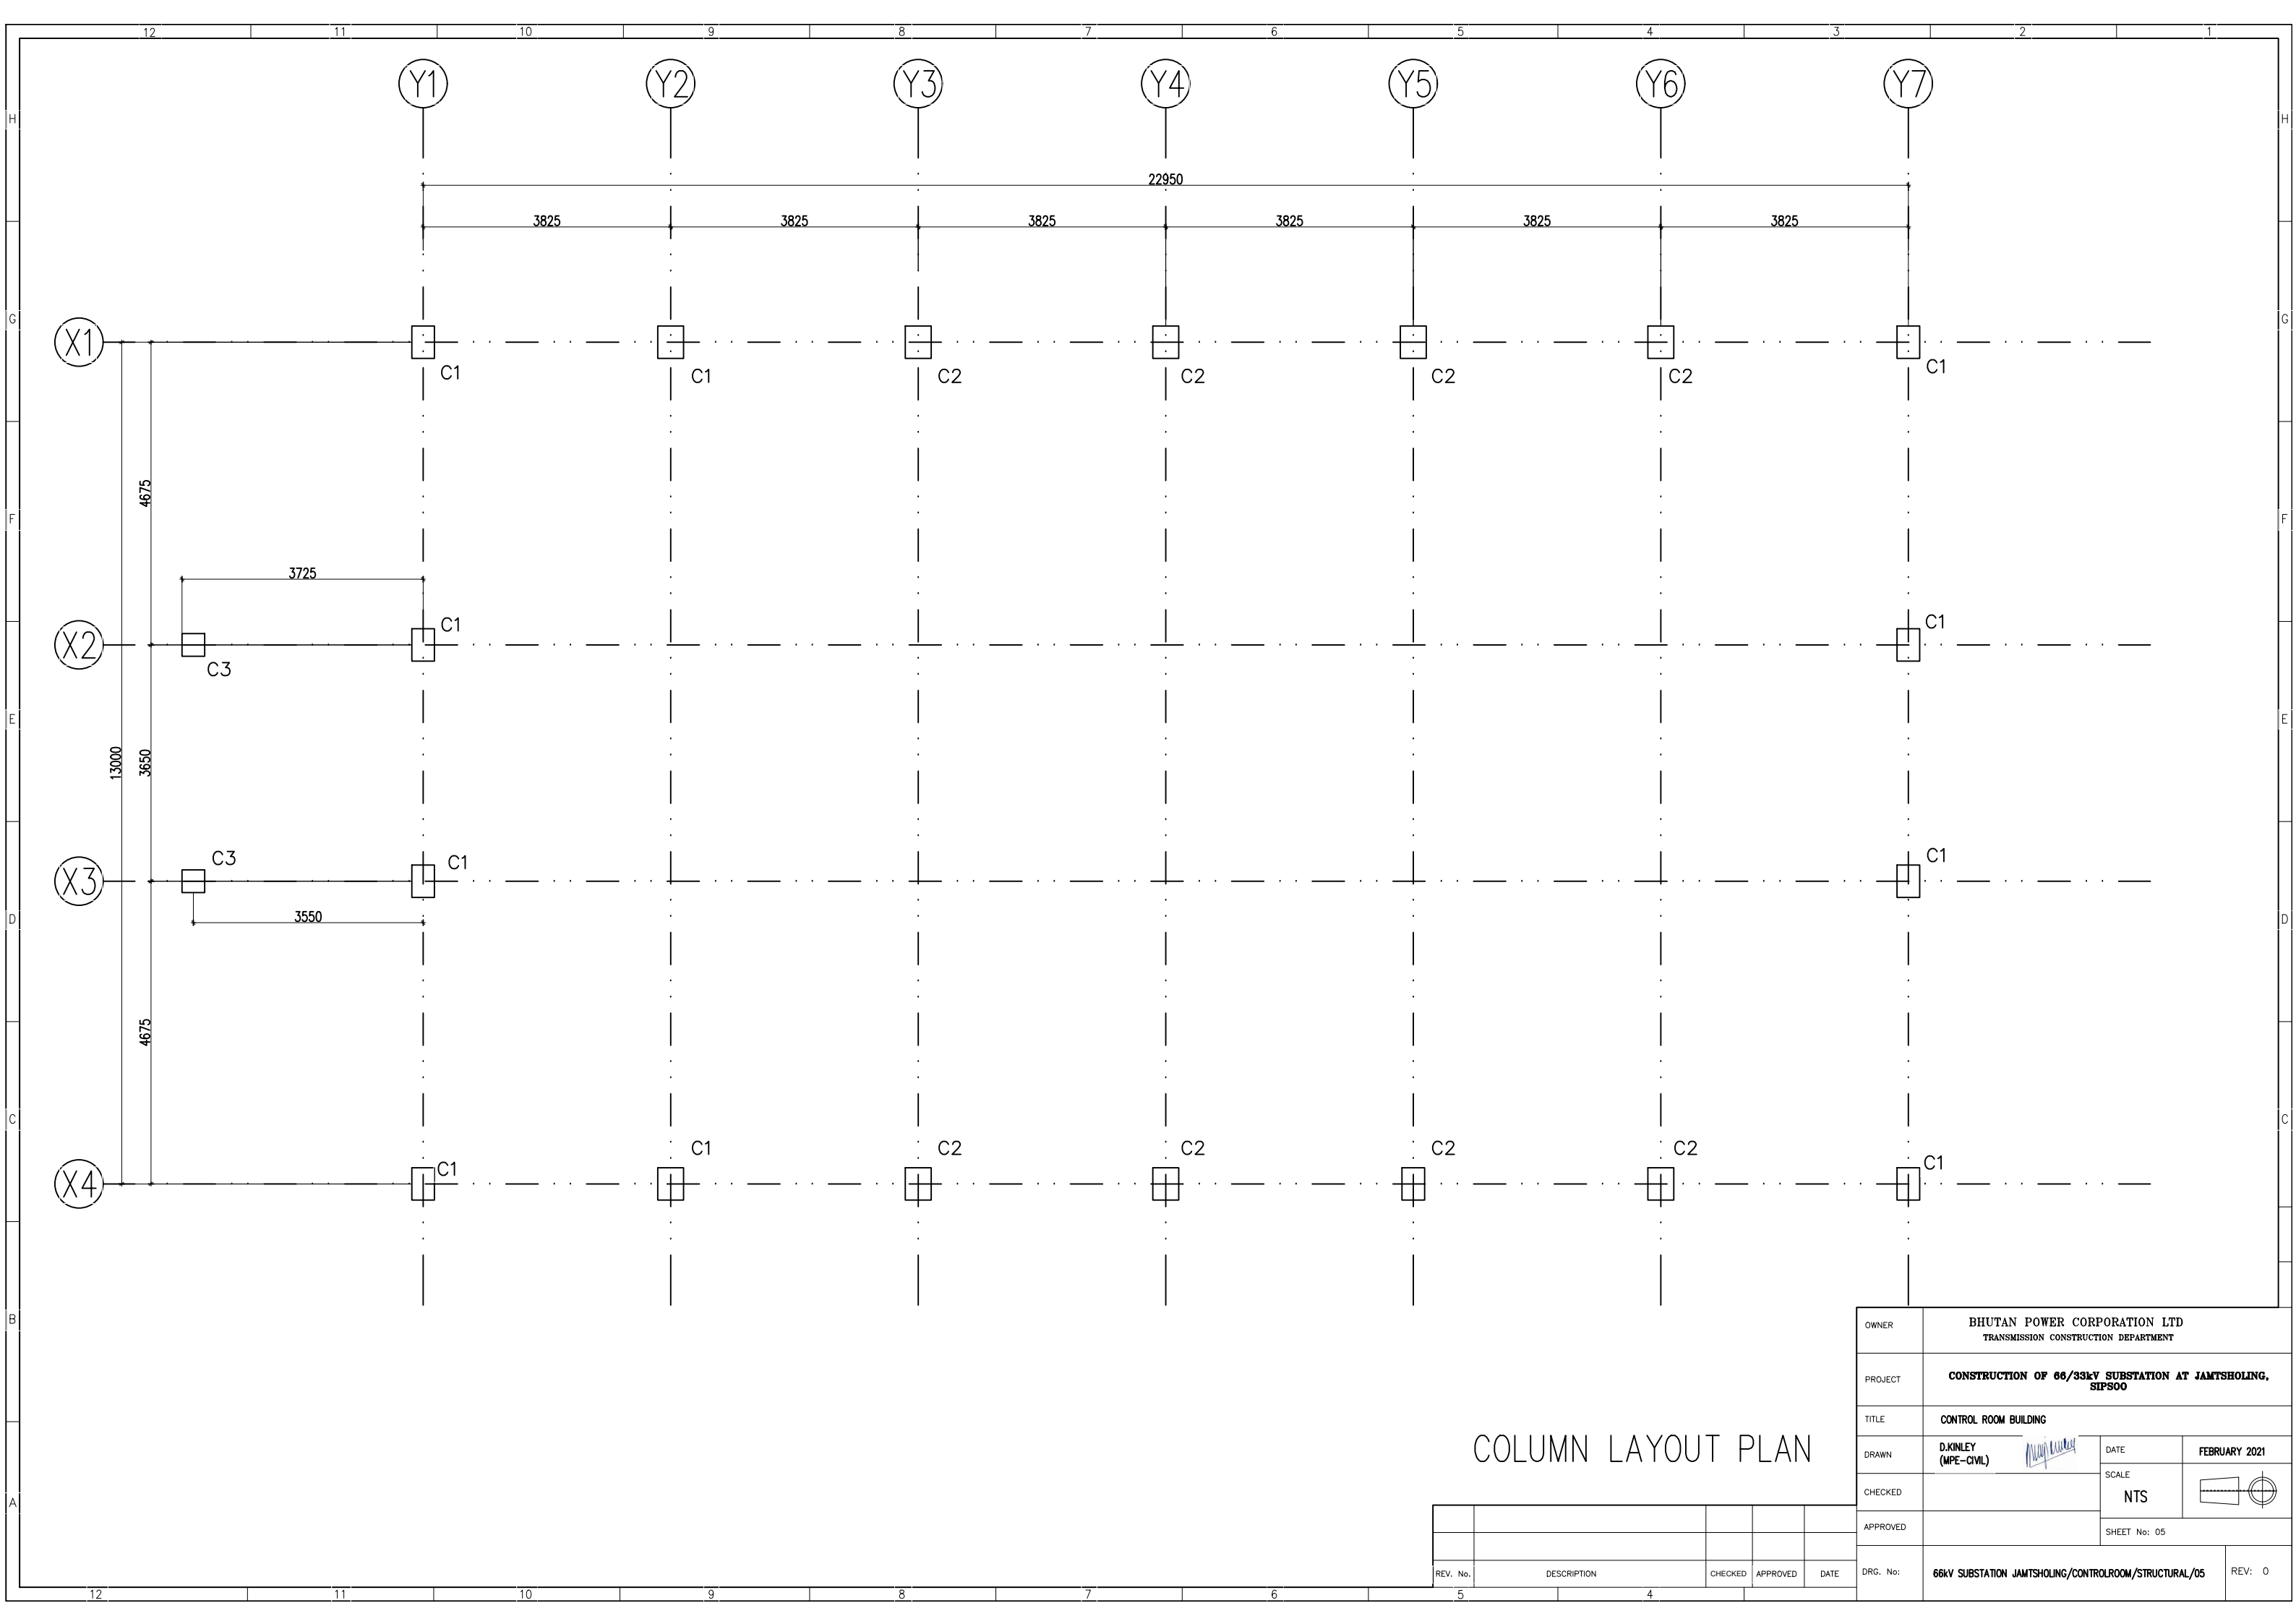 12 11 10 9 8 7 6 5 4 3 2 1
Y1 Y2 Y3 Y4 Y5 Y6 Y7
H H
22950
3825 3825 3825 3825 3825 3825
G G
X1
C1 C1 C2 C2 C2 C2 C1
4675
F F
3725
X2
C1 C1
C3
E E
13000
3650
C3 C1 C1
X3
3550
D D
4675
C C
C1 C1 C2 C2 C2 C2 C1
X4
B
OWNER
BHUTAN POWER CORPORATION LTD
TRANSMISSION CONSTRUCTION DEPARTMENT
PROJECT
CONSTRUCTION OF 66/33kV SUBSTATION AT JAMTSHOLING,
SIPSOO
TITLE
CONTROL ROOM BUILDING
COLUMN LAYOUT PLAN
DRAWN
D.KINLEY
(MPE-CIVIL)
DATE
FEBRUARY 2021
SCALE
NTS
CHECKED
A
APPROVED
SHEET No: 05
REV. No. DESCRIPTION CHECKED APPROVED DATE
DRG. No:
66kV SUBSTATION JAMTSHOLING/CONTROLROOM/STRUCTURAL/05
REV: 0
12 11 10 9 8 7 6 5 4